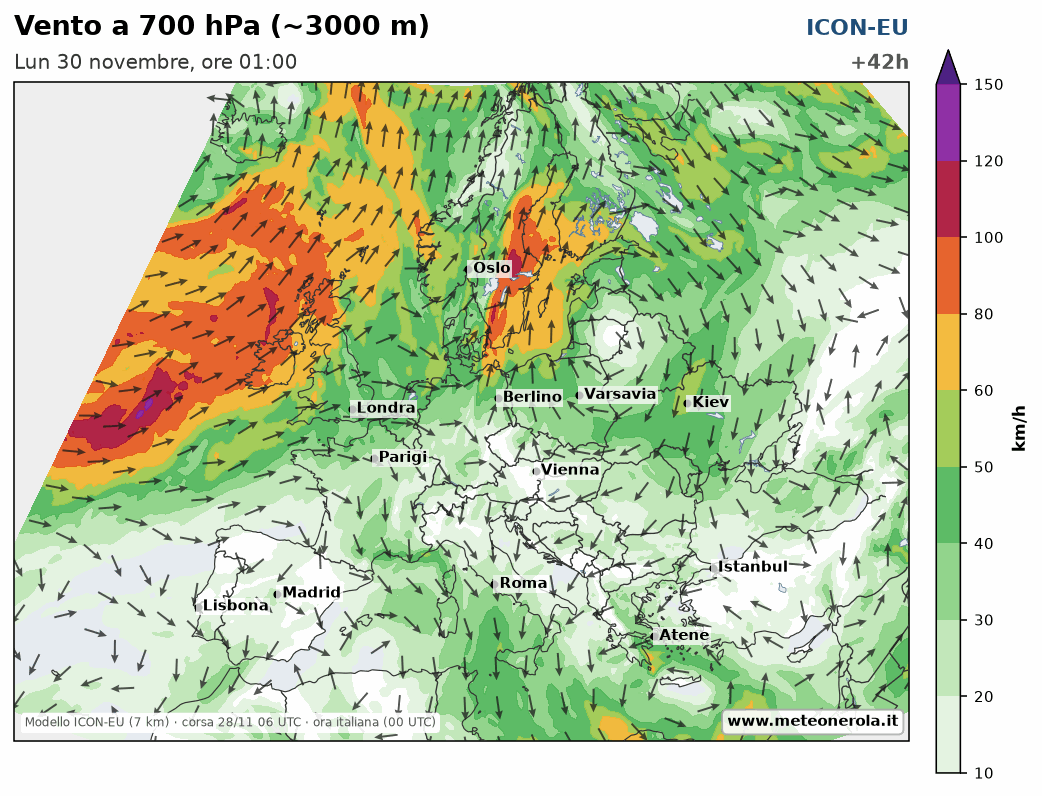 Vento a 700 hPa (~3000 m)
ICON-EU
Lun 30 novembre, ore 01:00
+42h
150
120
100
80
60
50
40
30
20
10
km/h
Oslo
Londra
Berlino
Varsavia
Kiev
Parigi
Vienna
Istanbul
Roma
Madrid
Lisbona
Atene
Modello ICON-EU (7 km) · corsa 28/11 06 UTC · ora italiana (00 UTC)
www.meteonerola.it